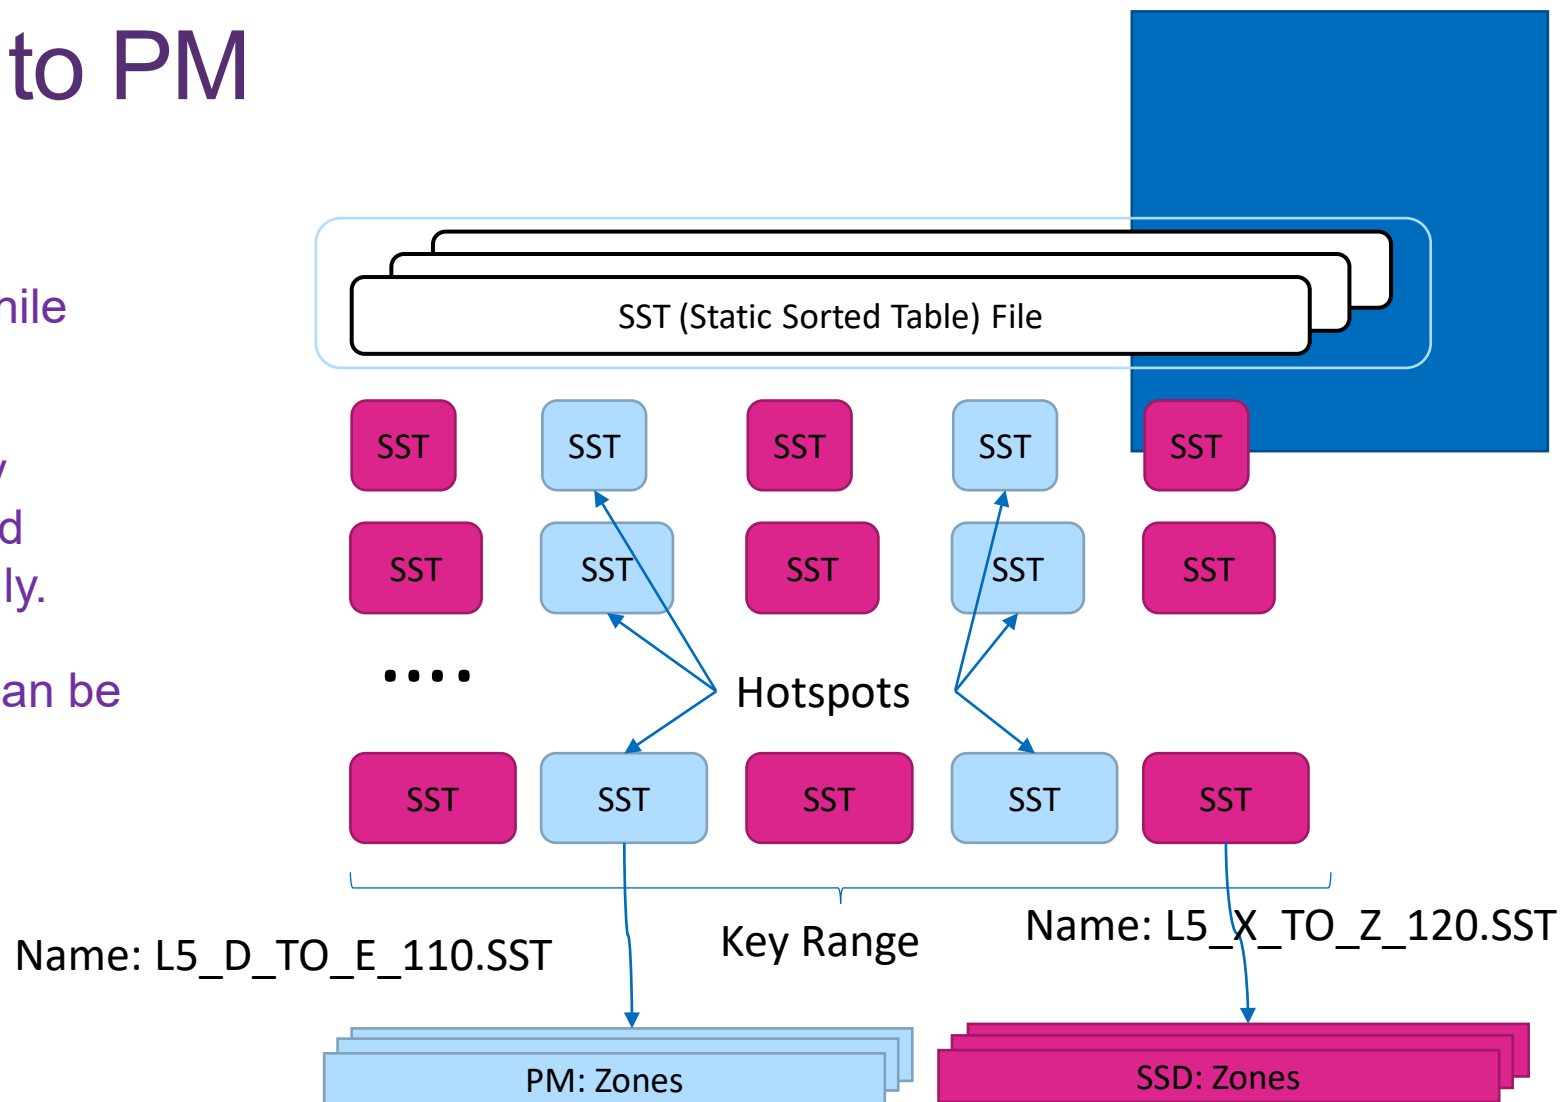 to PM
hile
SST (Static Sorted Table) File
SST SST SST SST SST
d
SST SST SST SST SST
ly.
....
an be
Hotspots
SST SST SST SST SST
Key Range
Name: L5_X_TO_Z_120.SST
Name: L5_D_TO_E_110.SST
PM: Zones
SSD: Zones